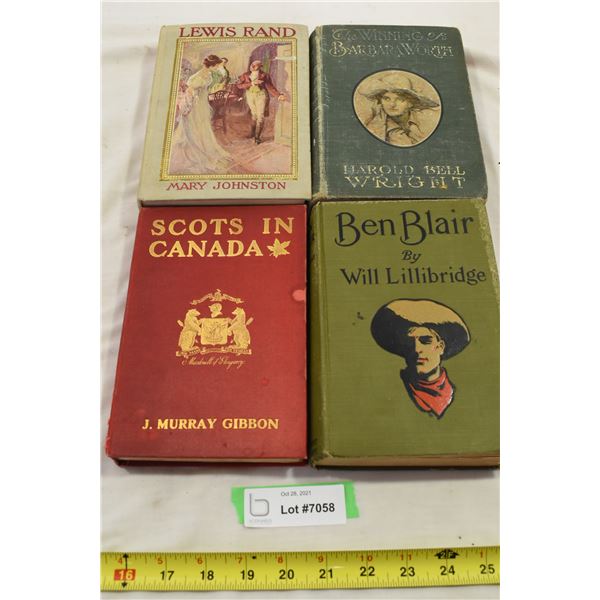 LEWIS RAND
MARY JOHNSTON
The WINNING of
BARBARA WORTH
HAROLD BELL
WRIGHT
SCOTS IN
CANADA
J. MURRAY GIBBON
Ben Blair
By
Will Lillibridge
Oct 28, 2021
b
Lot #7058
16 17 18 19 20 21 22 23 24 25